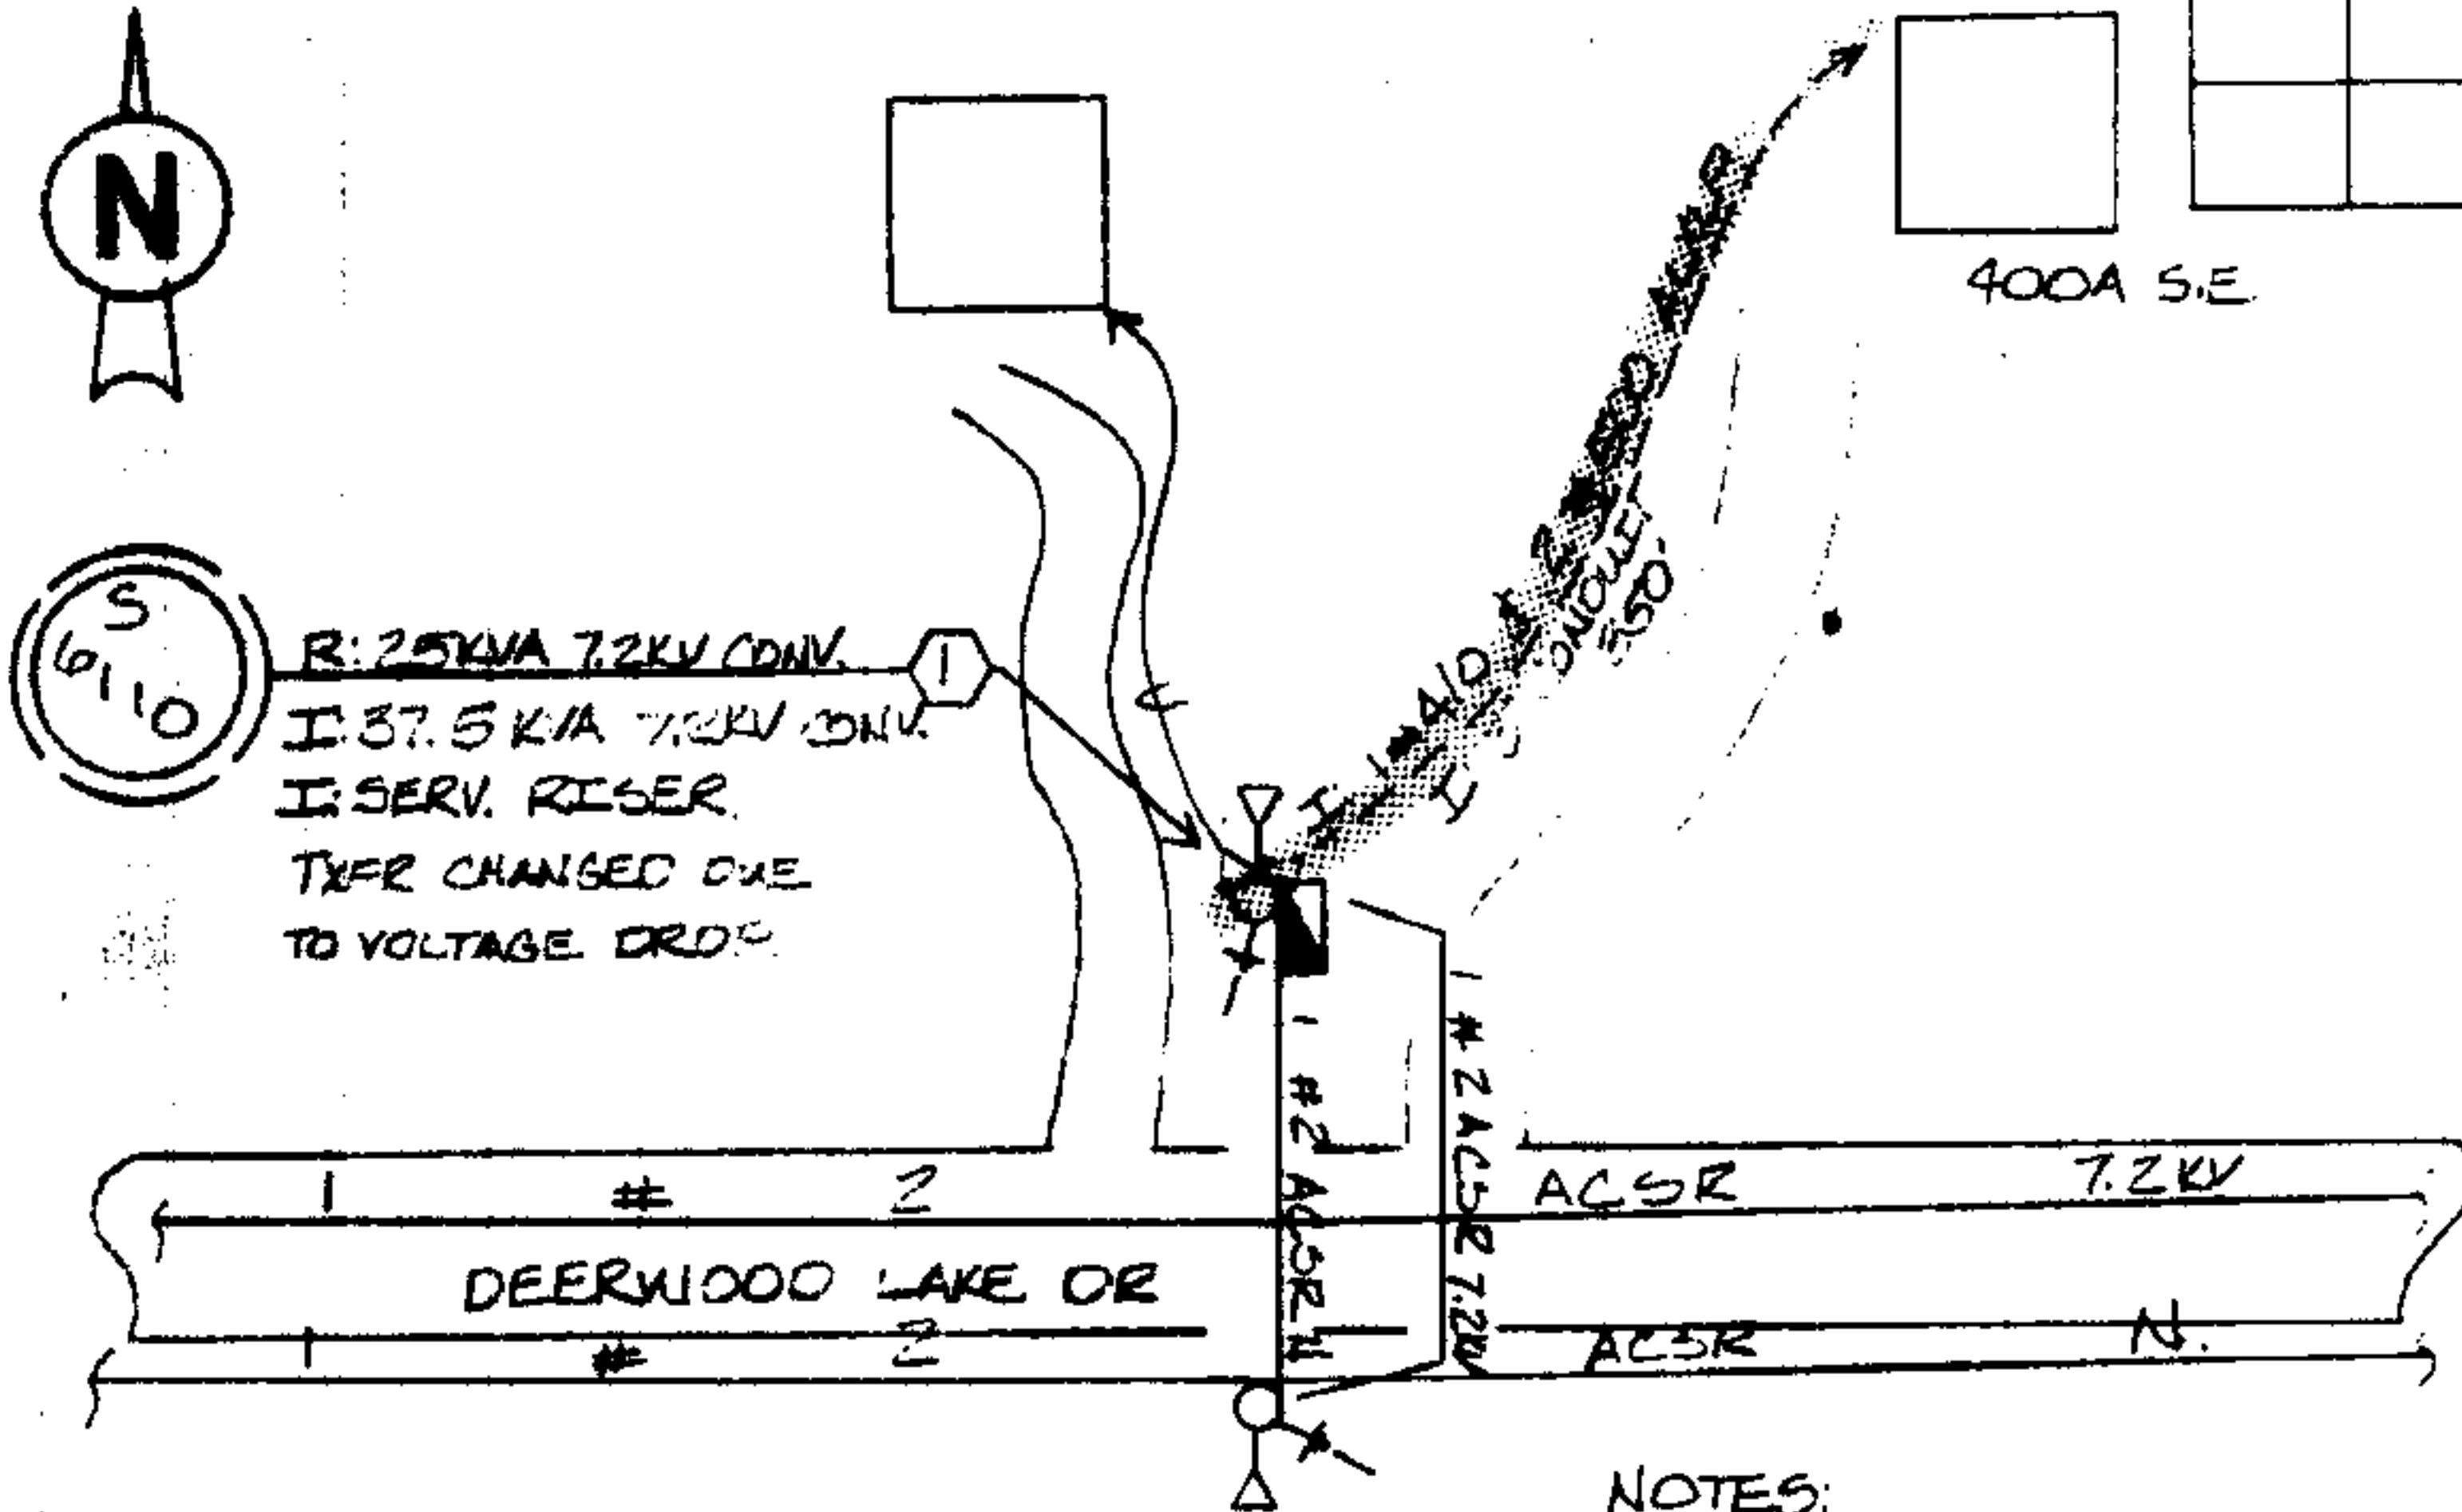 N
400A S.E.
S
6110
R: 25KVA 7.2KV CONV.
1
I: 37.5 KVA 7.2KV CONV.
I: SERV. RISER
TXFR CHANGED DUE
TO VOLTAGE DROP
4/0
350'
1 #2 ACSR N
1 #2 ACSR 7.2KV
1 # 2 ACSR 7.2KV
DEERWOOD LAKE DR
1 # 2 ACSR N.
NOTES: